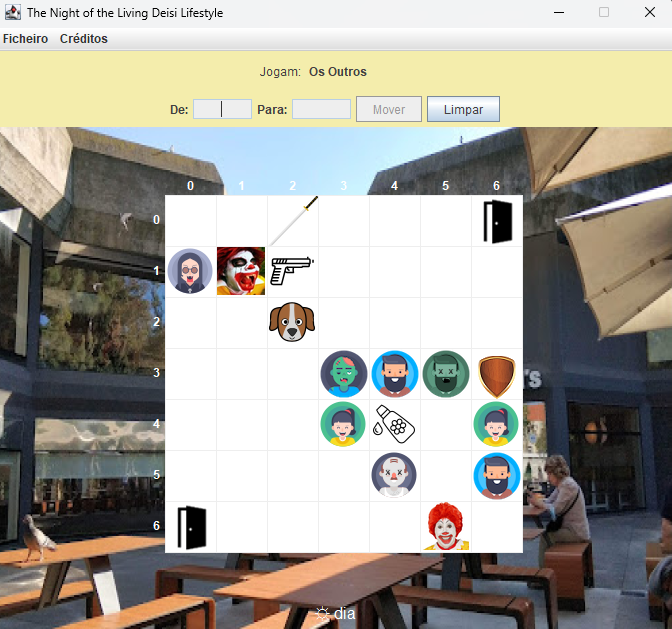 The Night of the Living Deisi Lifestyle
Ficheiro Créditos
Jogam: Os Outros
De: Para: Mover Limpar
0 1 2 3 4 5 6
0
1
2
3
4
5
6
dia